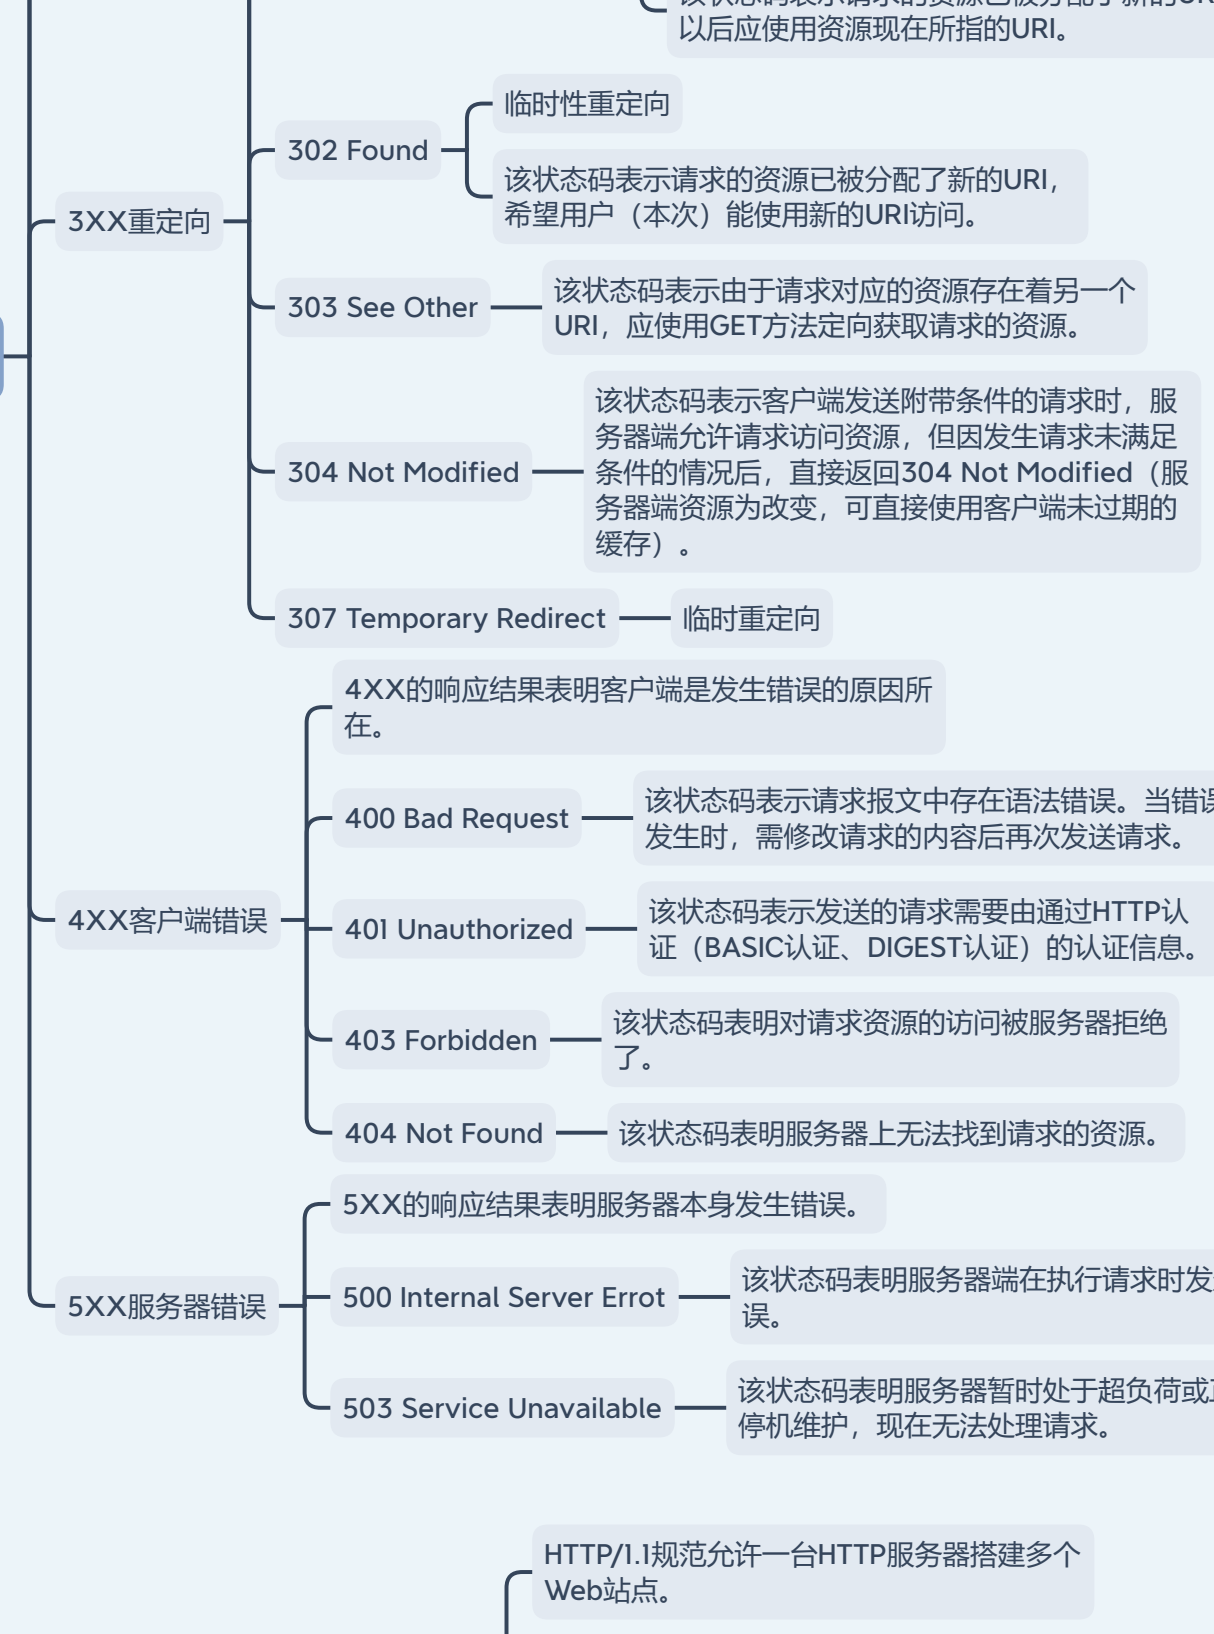 以后应使用资源现在所指的URI。
临时性重定向
302 Found
该状态码表示请求的资源已被分配了新的URI，
希望用户（本次）能使用新的URI访问。
3XX重定向
303 See Other
该状态码表示由于请求对应的资源存在着另一个
URI，应使用GET方法定向获取请求的资源。
304 Not Modified
该状态码表示客户端发送附带条件的请求时，服
务器端允许请求访问资源，但因发生请求未满足
条件的情况后，直接返回304 Not Modified（服
务器端资源为改变，可直接使用客户端未过期的
缓存）。
307 Temporary Redirect
临时重定向
4XX的响应结果表明客户端是发生错误的原因所
在。
400 Bad Request
该状态码表示请求报文中存在语法错误。当错误
发生时，需修改请求的内容后再次发送请求。
4XX客户端错误
401 Unauthorized
该状态码表示发送的请求需要由通过HTTP认
证（BASIC认证、DIGEST认证）的认证信息。
403 Forbidden
该状态码表明对请求资源的访问被服务器拒绝
了。
404 Not Found
该状态码表明服务器上无法找到请求的资源。
5XX的响应结果表明服务器本身发生错误。
5XX服务器错误
500 Internal Server Errot
该状态码表明服务器端在执行请求时发
误。
503 Service Unavailable
该状态码表明服务器暂时处于超负荷或
停机维护，现在无法处理请求。
HTTP/1.1规范允许一台HTTP服务器搭建多个
Web站点。